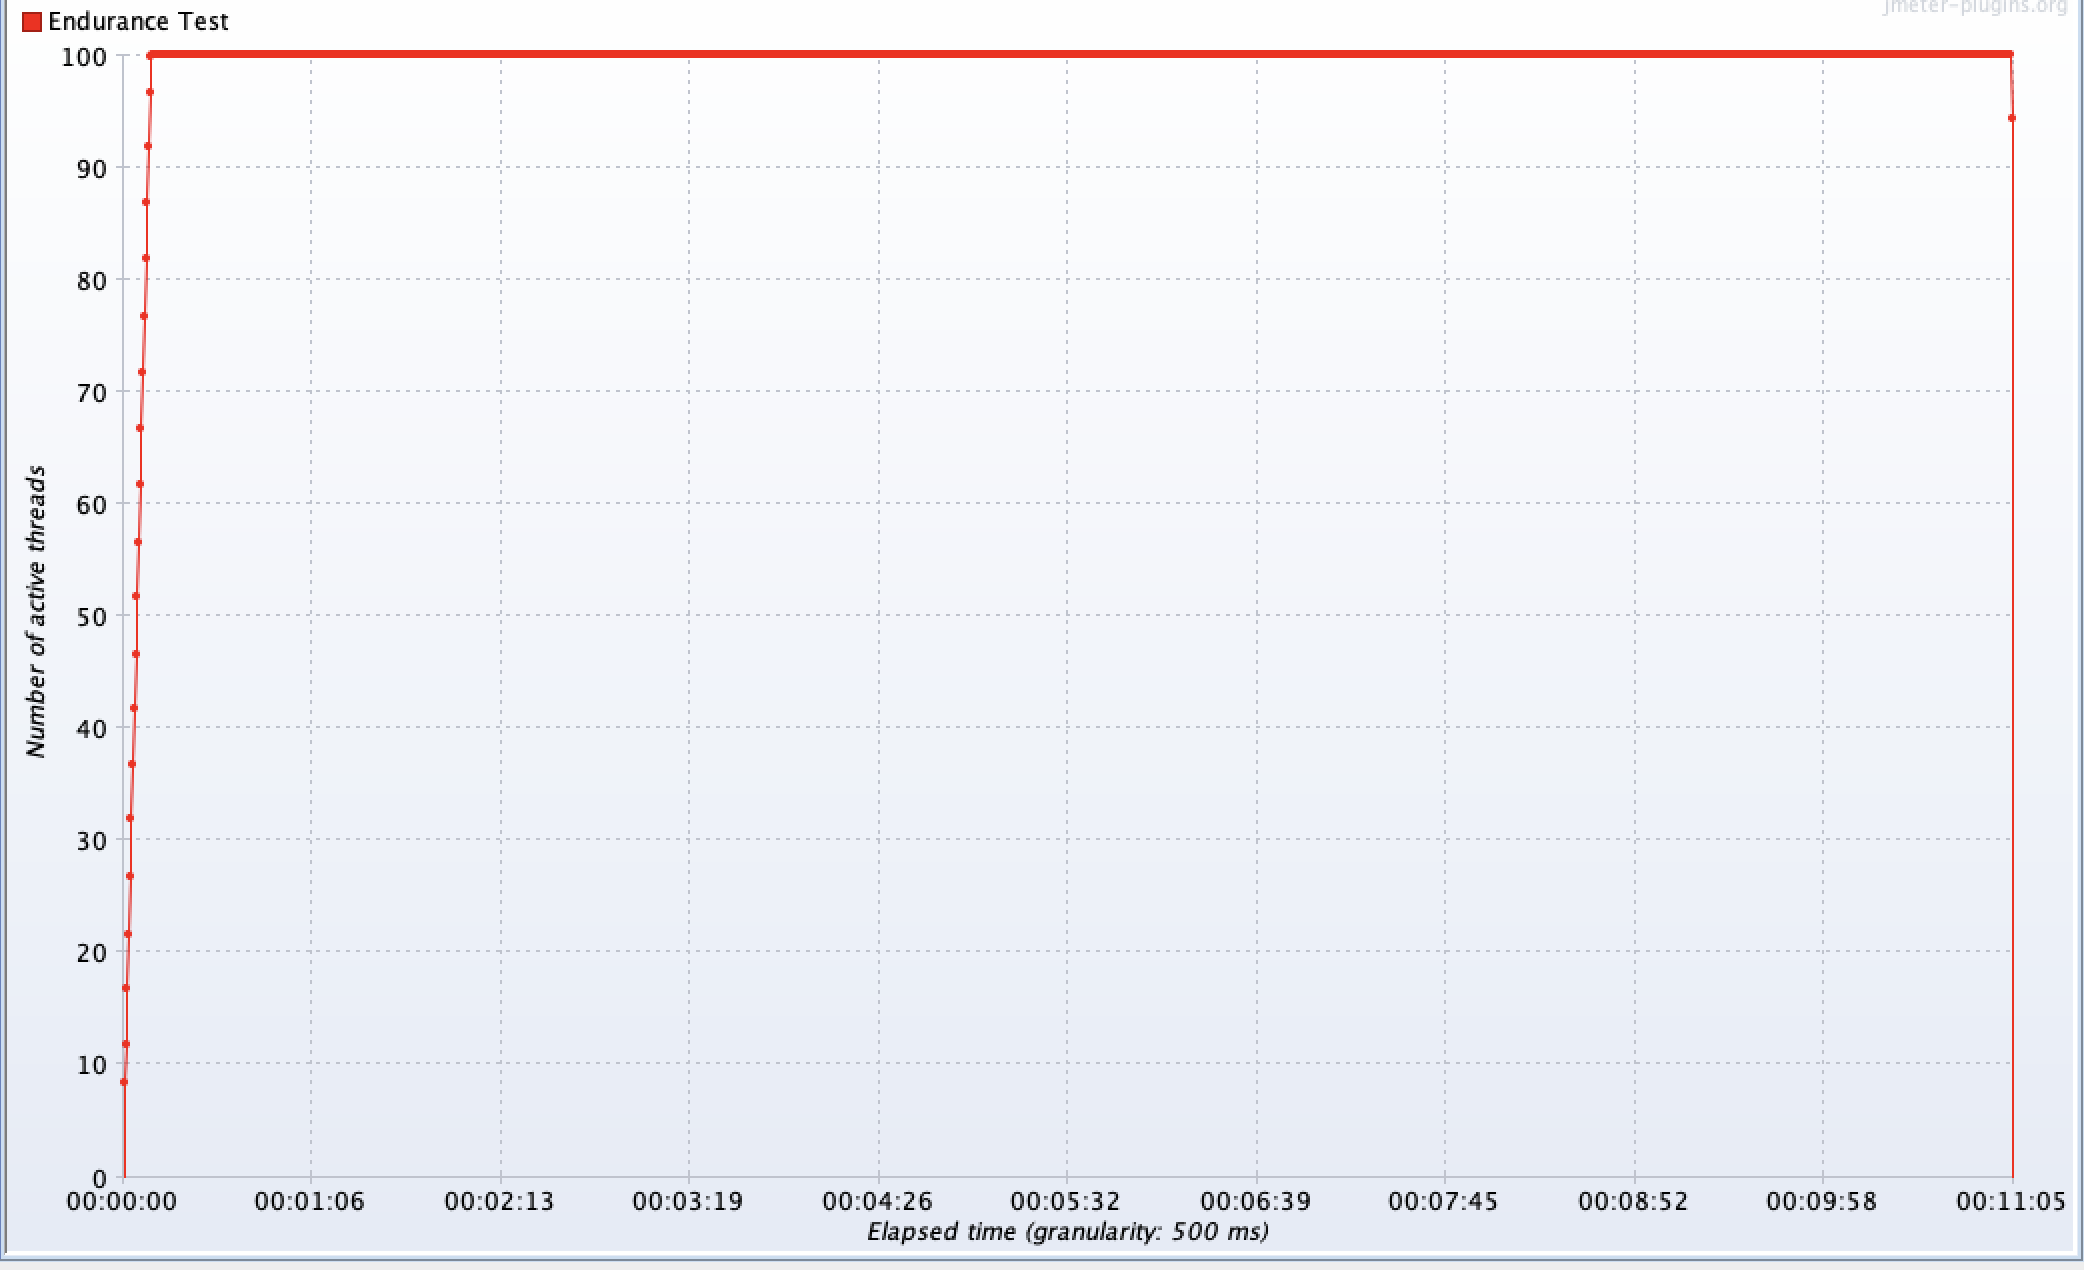 jmeter-plugins.org
Endurance Test
100
90
80
70
60
50
40
30
20
10
0
Number of active threads
00:00:00 00:01:06 00:02:13 00:03:19 00:04:26 00:05:32 00:06:39 00:07:45 00:08:52 00:09:58 00:11:05
Elapsed time (granularity: 500 ms)